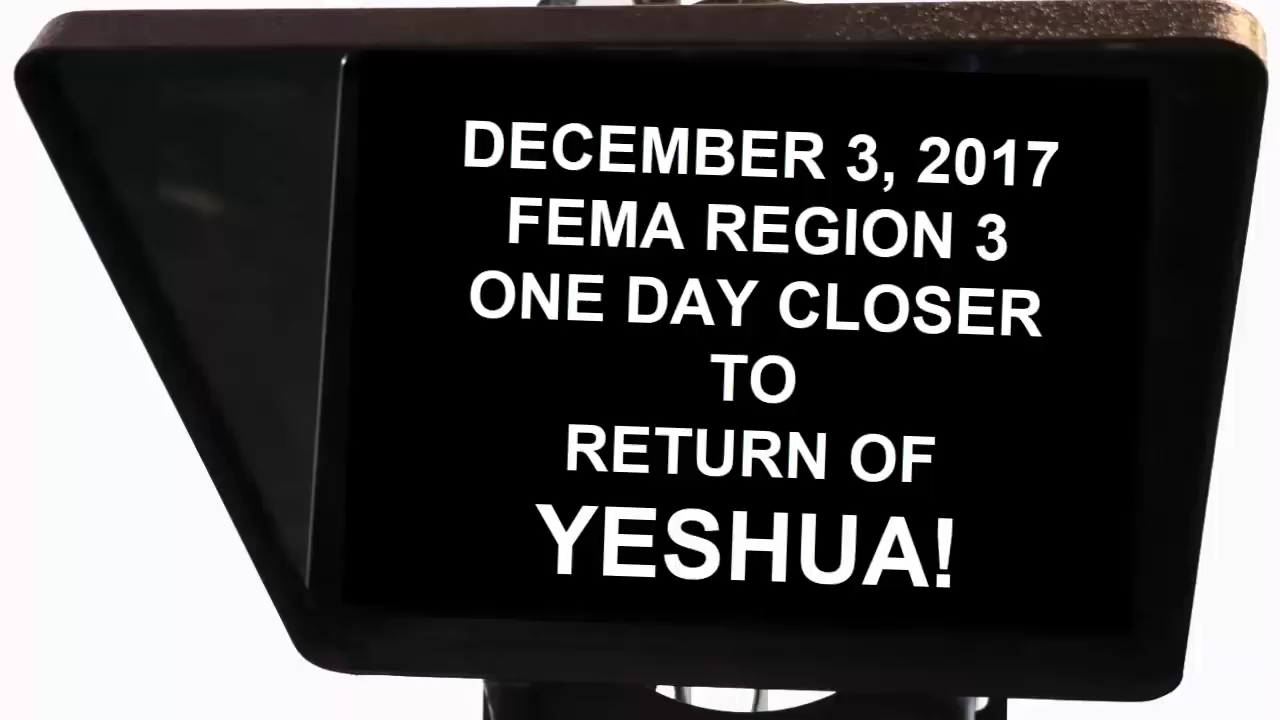 DECEMBER 3, 2017
FEMA REGION 3
ONE DAY CLOSER
TO
RETURN OF
YESHUA!